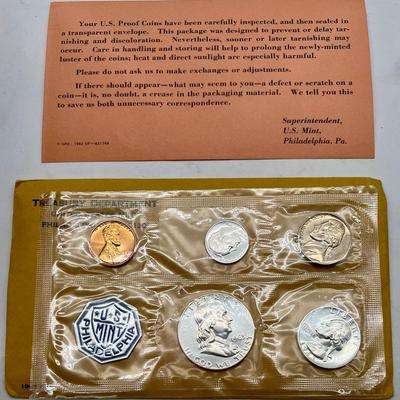 Your U.S. Proof Coins have been carefully inspected, and then sealed in
a transparent envelope. This package was designed to prevent or delay tar-
nishing and discoloration. Nevertheless, sooner or later tarnishing may
occur. Care in handling and storing will help to prolong the newly-minted
luster of the coins; heat and direct sunlight are especially harmful.
Please do not ask us to make exchanges or adjustments.
If there should appear—what may seem to you—a defect or scratch on a
coin—it is, no doubt, a crease in the packaging material. We tell you this
to save us both unnecessary correspondence.
Superintendent,
U.S. Mint,
Philadelphia, Pa.
TREASURY DEPARTMENT
U.S.
MINT
PHILADELPHIA